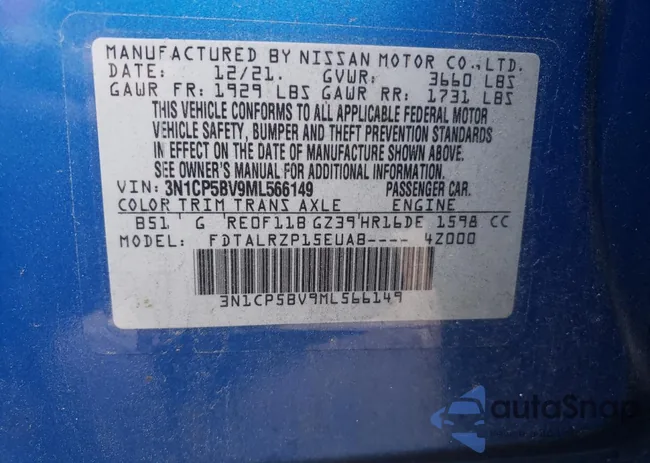 MANUFACTURED BY NISSAN MOTOR CO., LTD.
DATE: 12/21. GVWR: 3660 LBS
GAWR FR: 1929 LBS GAWR RR: 1731 LBS
THIS VEHICLE CONFORMS TO ALL APPLICABLE FEDERAL MOTOR
VEHICLE SAFETY, BUMPER AND THEFT PREVENTION STANDARDS
IN EFFECT ON THE DATE OF MANUFACTURE SHOWN ABOVE.
SEE OWNER'S MANUAL FOR ADDITIONAL INFORMATION.
VIN: 3N1CP5BV9ML566149 PASSENGER CAR.
COLOR TRIM TRANS AXLE ENGINE
B51 G RE0F11B GZ39 HR16DE 1598 CC
MODEL: FDTALRZP15EUAB---- 4Z000
3N1CP5BV9ML566149
autoSnap